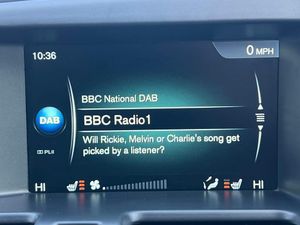 10:36
0 MPH
BBC National DAB
DAB
BBC Radio1
Will Rickie, Melvin or Charlie's song get
picked by a listener?
PLII
HI
HI